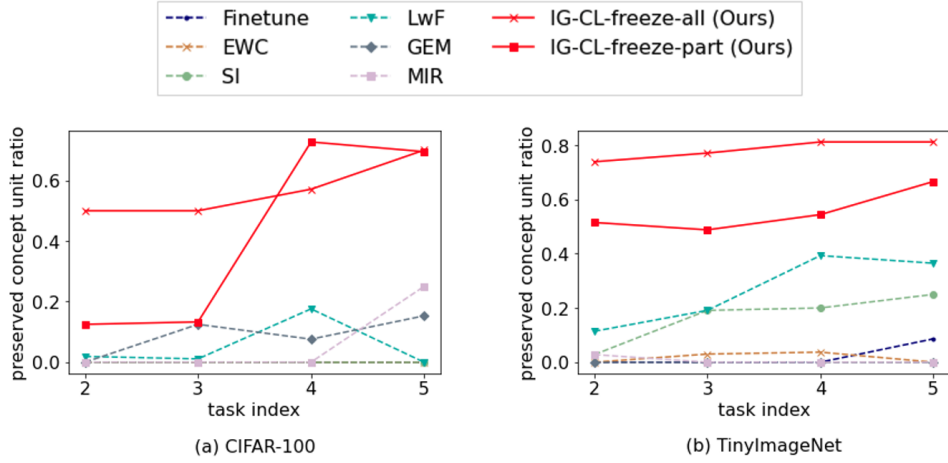 Finetune LwF IG-CL-freeze-all (Ours)
EWC GEM IG-CL-freeze-part (Ours)
SI MIR
preserved concept unit ratio
0.6
0.4
0.2
0.0
2 3 4 5
task index
(a) CIFAR-100
preserved concept unit ratio
0.8
0.6
0.4
0.2
0.0
2 3 4 5
task index
(b) TinyImageNet